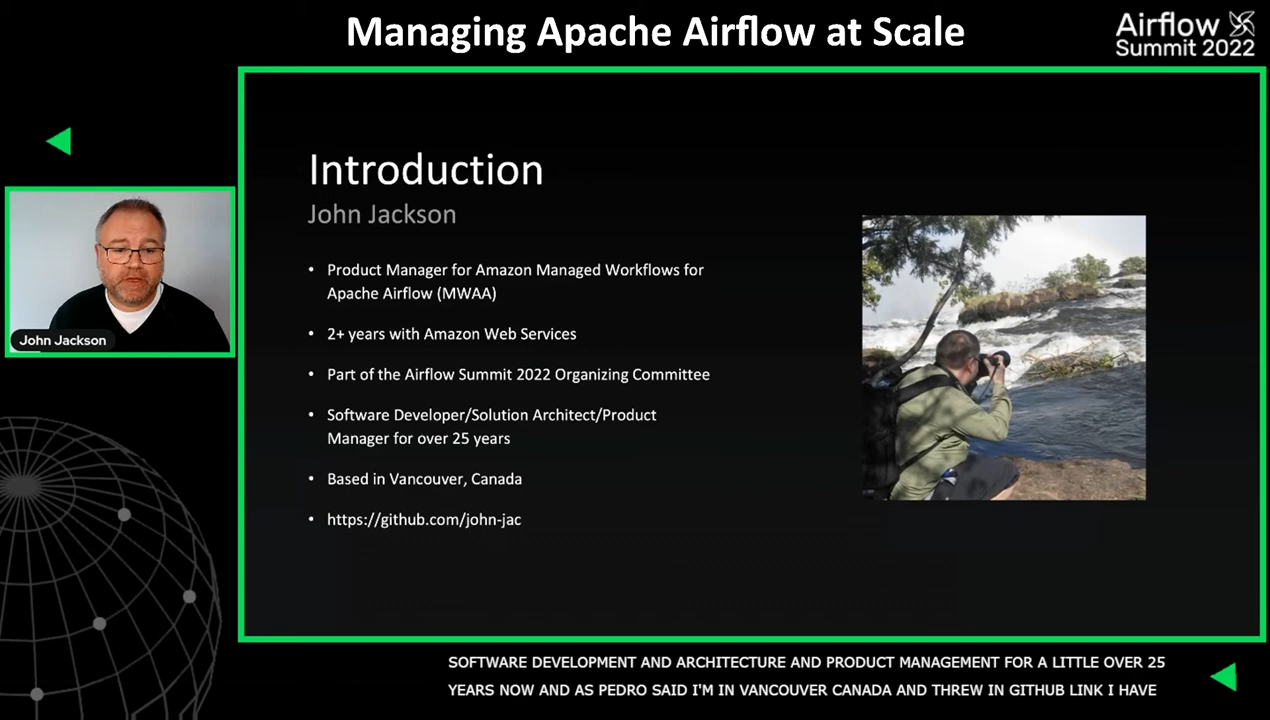 Managing Apache Airflow at Scale
Airflow
Summit 2022
Introduction
John Jackson
• Product Manager for Amazon Managed Workflows for
Apache Airflow (MWAA)
• 2+ years with Amazon Web Services
• Part of the Airflow Summit 2022 Organizing Committee
• Software Developer/Solution Architect/Product
Manager for over 25 years
• Based in Vancouver, Canada
• https://github.com/john-jac
John Jackson
SOFTWARE DEVELOPMENT AND ARCHITECTURE AND PRODUCT MANAGEMENT FOR A LITTLE OVER 25
YEARS NOW AND AS PEDRO SAID I'M IN VANCOUVER CANADA AND THREW IN GITHUB LINK I HAVE